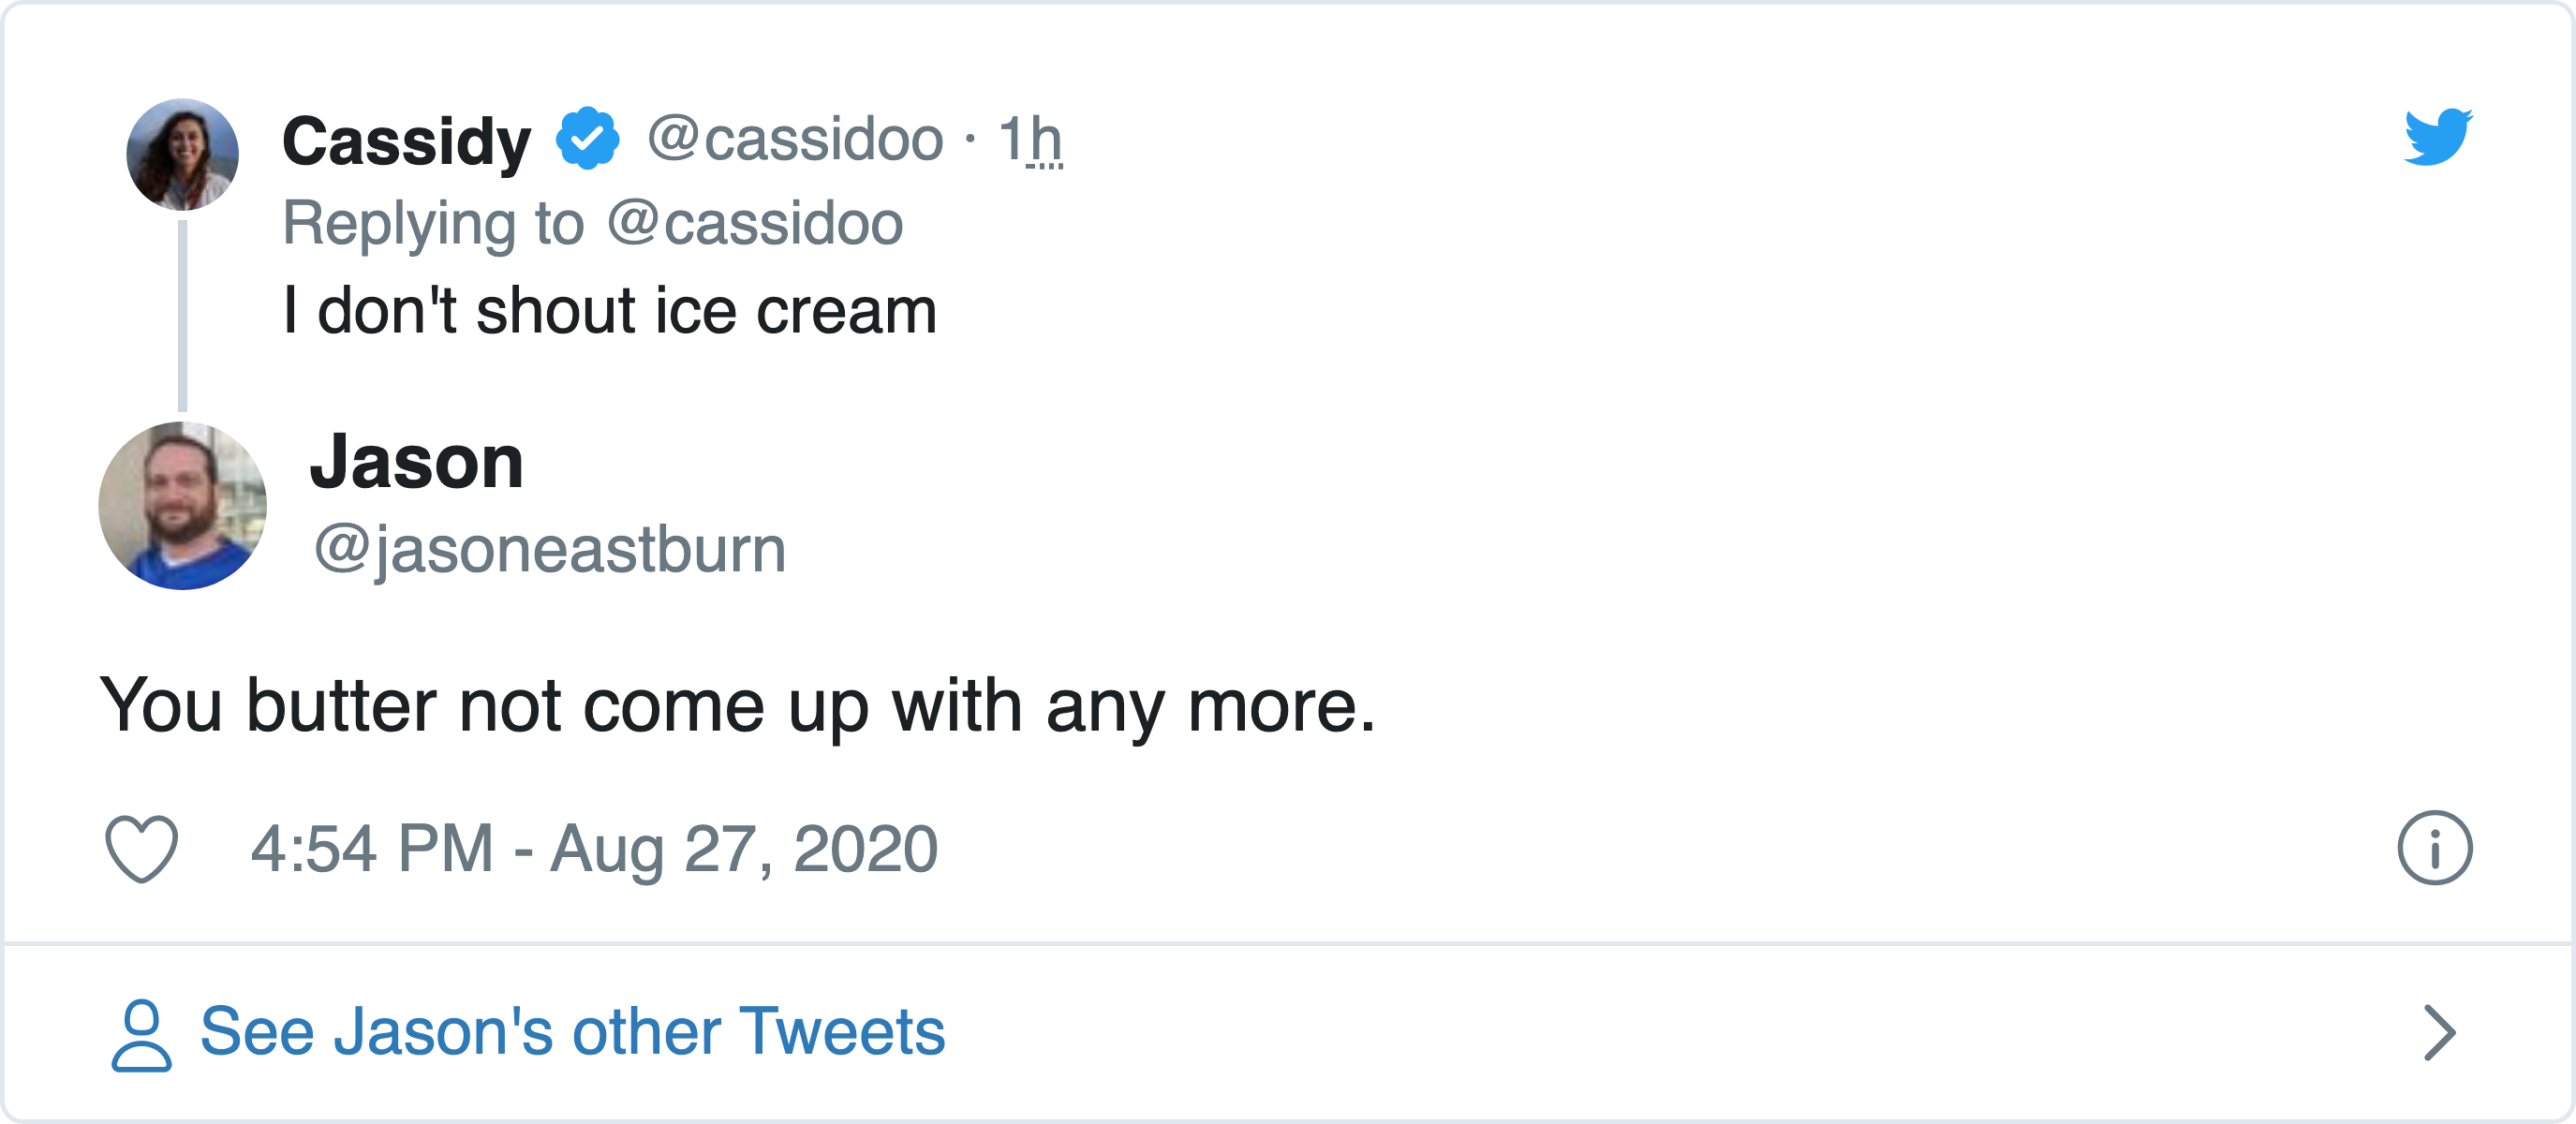 Cassidy @cassidoo · 1h
Replying to @cassidoo
I don't shout ice cream
Jason
@jasoneastburn
You butter not come up with any more.
4:54 PM - Aug 27, 2020
See Jason's other Tweets